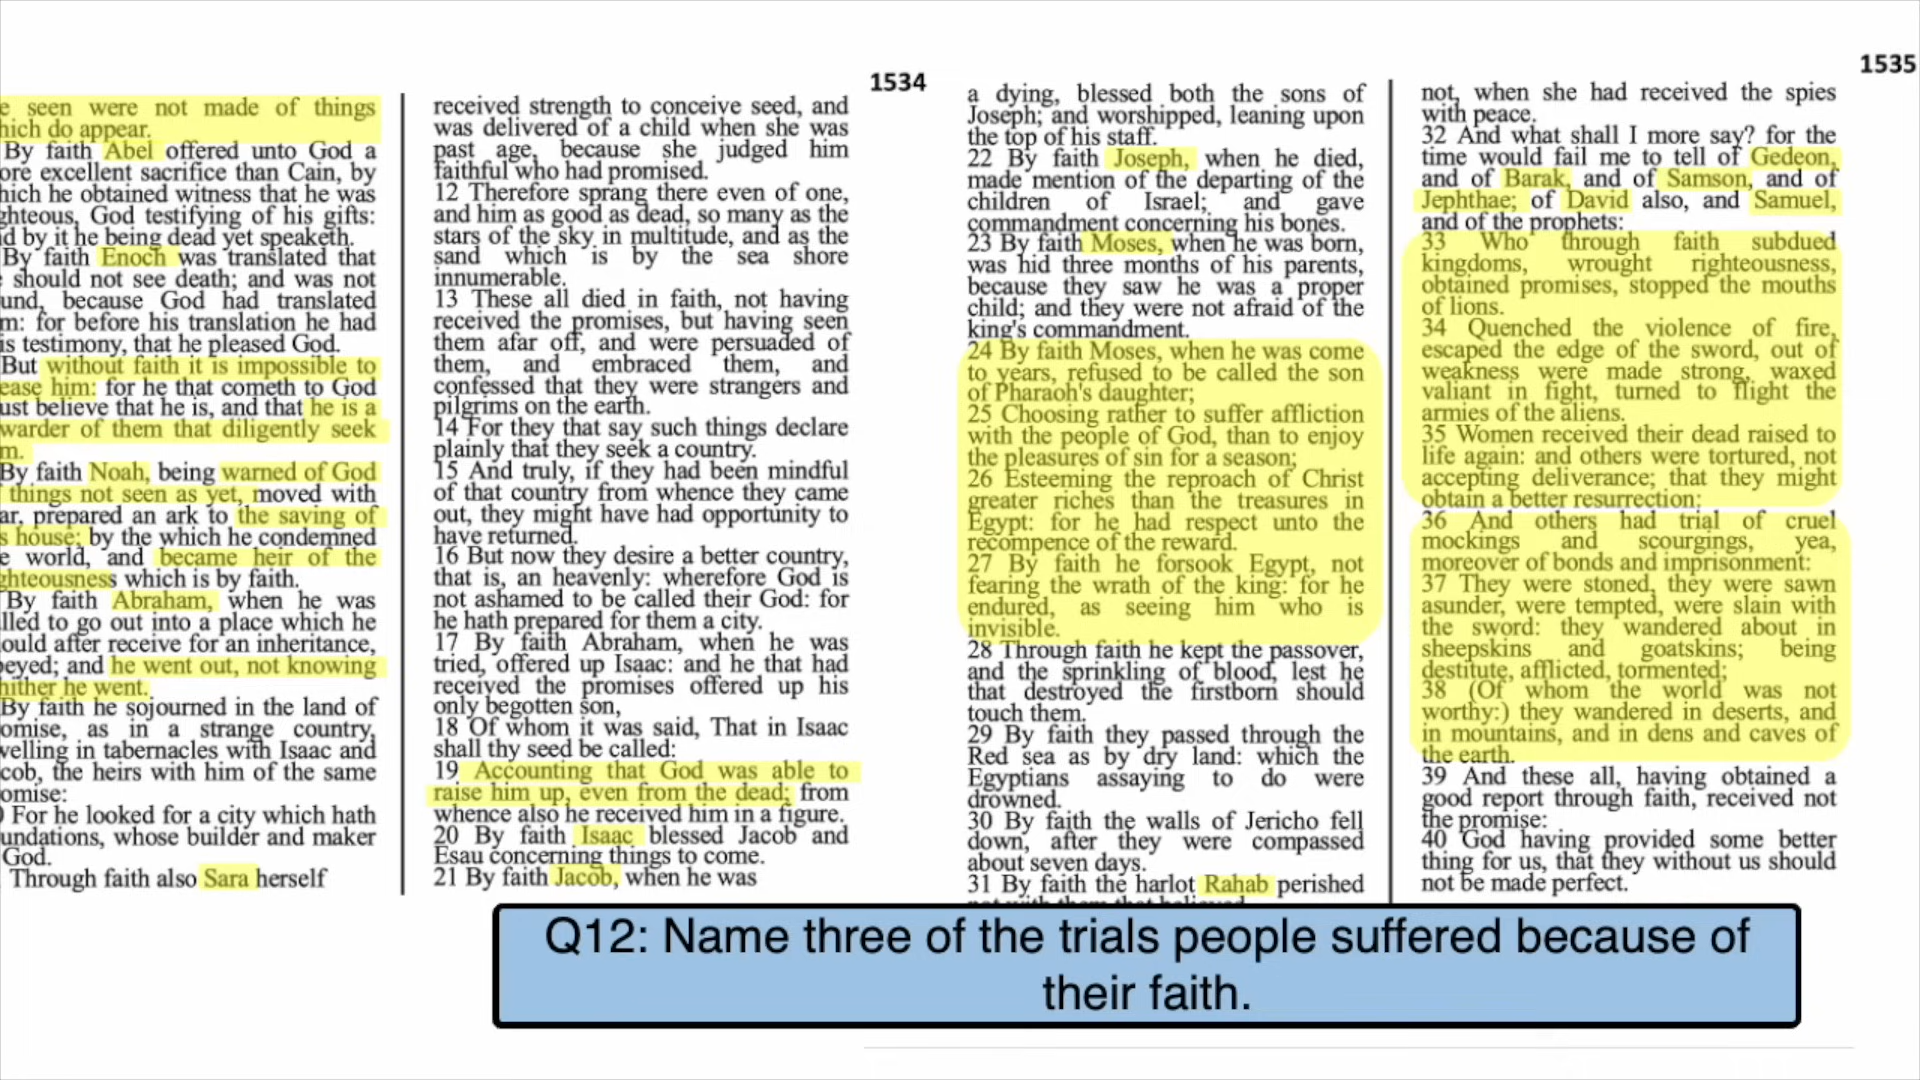 e seen were not made of things
hich do appear.
By faith Abel offered unto God a
ore excellent sacrifice than Cain, by
hich he obtained witness that he was
ghteous, God testifying of his gifts:
d by it he being dead yet speaketh.
By faith Enoch was translated that
should not see death; and was not
und, because God had translated
m: for before his translation he had
is testimony, that he pleased God.
But without faith it is impossible to
ease him: for he that cometh to God
ust believe that he is, and that he is a
warder of them that diligently seek
m.
By faith Noah, being warned of God
things not seen as yet, moved with
ar, prepared an ark to the saving of
s house; by the which he condemned
e world, and became heir of the
ghteousness which is by faith.
By faith Abraham, when he was
lled to go out into a place which he
ould after receive for an inheritance,
beyed; and he went out, not knowing
hither he went.
By faith he sojourned in the land of
omise, as in a strange country,
welling in tabernacles with Isaac and
cob, the heirs with him of the same
omise:
For he looked for a city which hath
undations, whose builder and maker
God.
Through faith also Sara herself
1534
received strength to conceive seed, and
was delivered of a child when she was
past age, because she judged him
faithful who had promised.
12 Therefore sprang there even of one,
and him as good as dead, so many as the
stars of the sky in multitude, and as the
sand which is by the sea shore
innumerable.
13 These all died in faith, not having
received the promises, but having seen
them afar off, and were persuaded of
them, and embraced them, and
confessed that they were strangers and
pilgrims on the earth.
14 For they that say such things declare
plainly that they seek a country.
15 And truly, if they had been mindful
of that country from whence they came
out, they might have had opportunity to
have returned.
16 But now they desire a better country,
that is, an heavenly: wherefore God is
not ashamed to be called their God: for
he hath prepared for them a city.
17 By faith Abraham, when he was
tried, offered up Isaac: and he that had
received the promises offered up his
only begotten son,
18 Of whom it was said, That in Isaac
shall thy seed be called:
19 Accounting that God was able to
raise him up, even from the dead; from
whence also he received him in a figure.
20 By faith Isaac blessed Jacob and
Esau concerning things to come.
21 By faith Jacob, when he was
a dying, blessed both the sons of
Joseph; and worshipped, leaning upon
the top of his staff.
22 By faith Joseph, when he died,
made mention of the departing of the
children of Israel; and gave
commandment concerning his bones.
23 By faith Moses, when he was born,
was hid three months of his parents,
because they saw he was a proper
child; and they were not afraid of the
king's commandment.
24 By faith Moses, when he was come
to years, refused to be called the son
of Pharaoh's daughter;
25 Choosing rather to suffer affliction
with the people of God, than to enjoy
the pleasures of sin for a season;
26 Esteeming the reproach of Christ
greater riches than the treasures in
Egypt: for he had respect unto the
recompence of the reward.
27 By faith he forsook Egypt, not
fearing the wrath of the king: for he
endured, as seeing him who is
invisible.
28 Through faith he kept the passover,
and the sprinkling of blood, lest he
that destroyed the firstborn should
touch them.
29 By faith they passed through the
Red sea as by dry land: which the
Egyptians assaying to do were
drowned.
30 By faith the walls of Jericho fell
down, after they were compassed
about seven days.
31 By faith the harlot Rahab perished
1535
not, when she had received the spies
with peace.
32 And what shall I more say? for the
time would fail me to tell of Gedeon,
and of Barak, and of Samson, and of
Jephthae; of David also, and Samuel,
and of the prophets:
33 Who through faith subdued
kingdoms, wrought righteousness,
obtained promises, stopped the mouths
of lions.
34 Quenched the violence of fire,
escaped the edge of the sword, out of
weakness were made strong, waxed
valiant in fight, turned to flight the
armies of the aliens.
35 Women received their dead raised to
life again: and others were tortured, not
accepting deliverance; that they might
obtain a better resurrection:
36 And others had trial of cruel
mockings and scourgings, yea,
moreover of bonds and imprisonment:
37 They were stoned, they were sawn
asunder, were tempted, were slain with
the sword: they wandered about in
sheepskins and goatskins; being
destitute, afflicted, tormented;
38 (Of whom the world was not
worthy:) they wandered in deserts, and
in mountains, and in dens and caves of
the earth.
39 And these all, having obtained a
good report through faith, received not
the promise:
40 God having provided some better
thing for us, that they without us should
not be made perfect.
Q12: Name three of the trials people suffered because of
their faith.